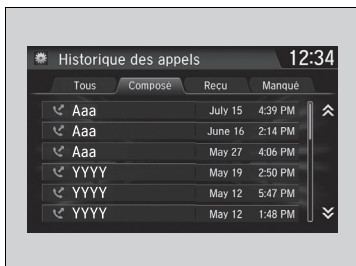 Historique des appels 12:34
Tous Composé Reçu Manqué
Aaa July 15 4:39 PM
Aaa June 16 2:14 PM
Aaa May 27 4:06 PM
YYYY May 19 2:50 PM
YYYY May 12 5:47 PM
YYYY May 12 1:48 PM